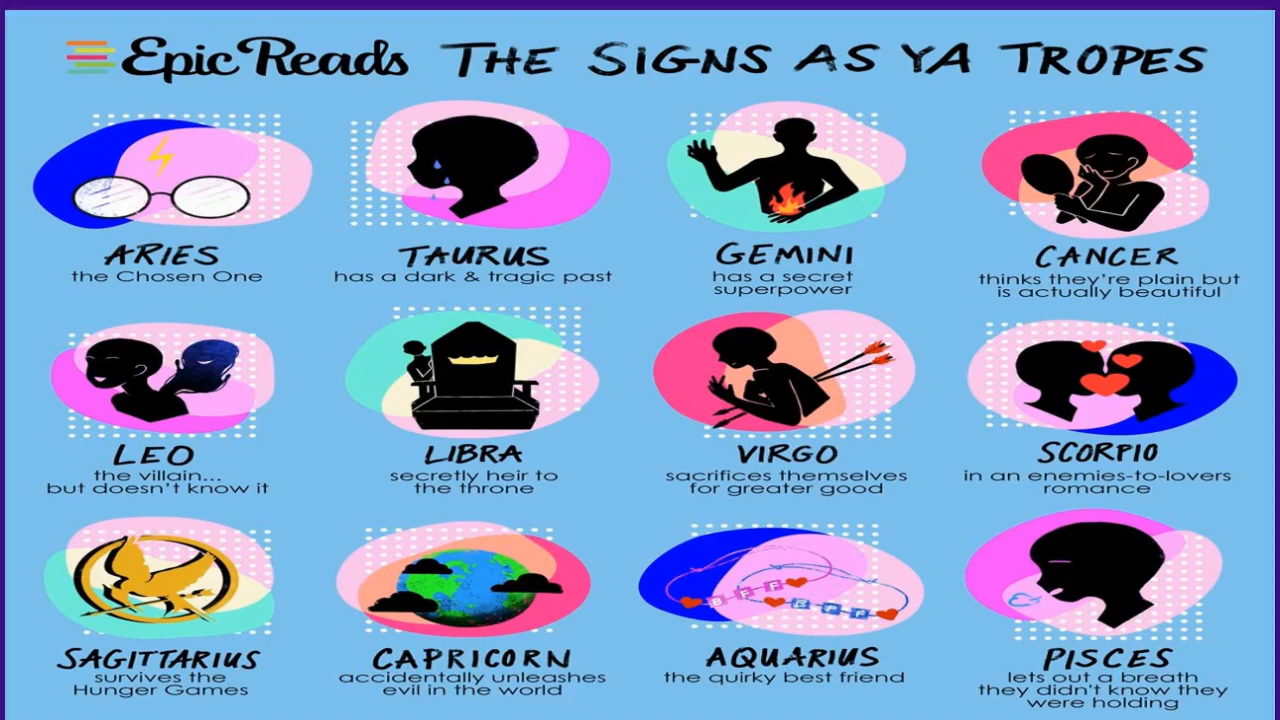 Epic Reads THE SIGNS AS YA TROPES
ARIES
the Chosen One
TAURUS
has a dark & tragic past
GEMINI
has a secret
superpower
CANCER
thinks they're plain but
is actually beautiful
LEO
the villain...
but doesn't know it
LIBRA
secretly heir to
the throne
VIRGO
sacrifices themselves
for greater good
SCORPIO
in an enemies-to-lovers
romance
SAGITTARIUS
survives the
Hunger Games
CAPRICORN
accidentally unleashes
evil in the world
BFF
BFF
AQUARIUS
the quirky best friend
PISCES
lets out a breath
they didn't know they
were holding